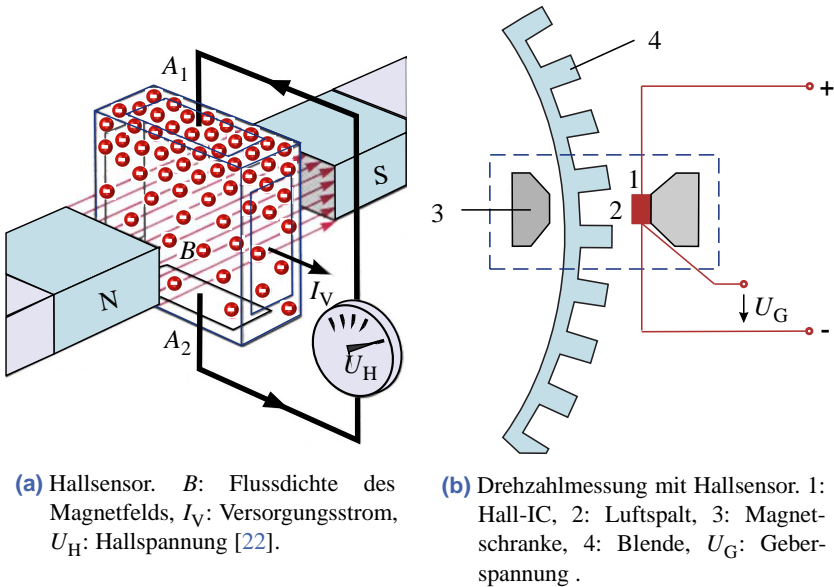 A1
S
B
N
IV
A2
UH
(a) Hallsensor. B: Flussdichte des
Magnetfelds, IV: Versorgungsstrom,
UH: Hallspannung [22].
4
+
1
3
2
UG
-
(b) Drehzahlmessung mit Hallsensor. 1:
Hall-IC, 2: Luftspalt, 3: Magnet-
schranke, 4: Blende, UG: Geber-
spannung .